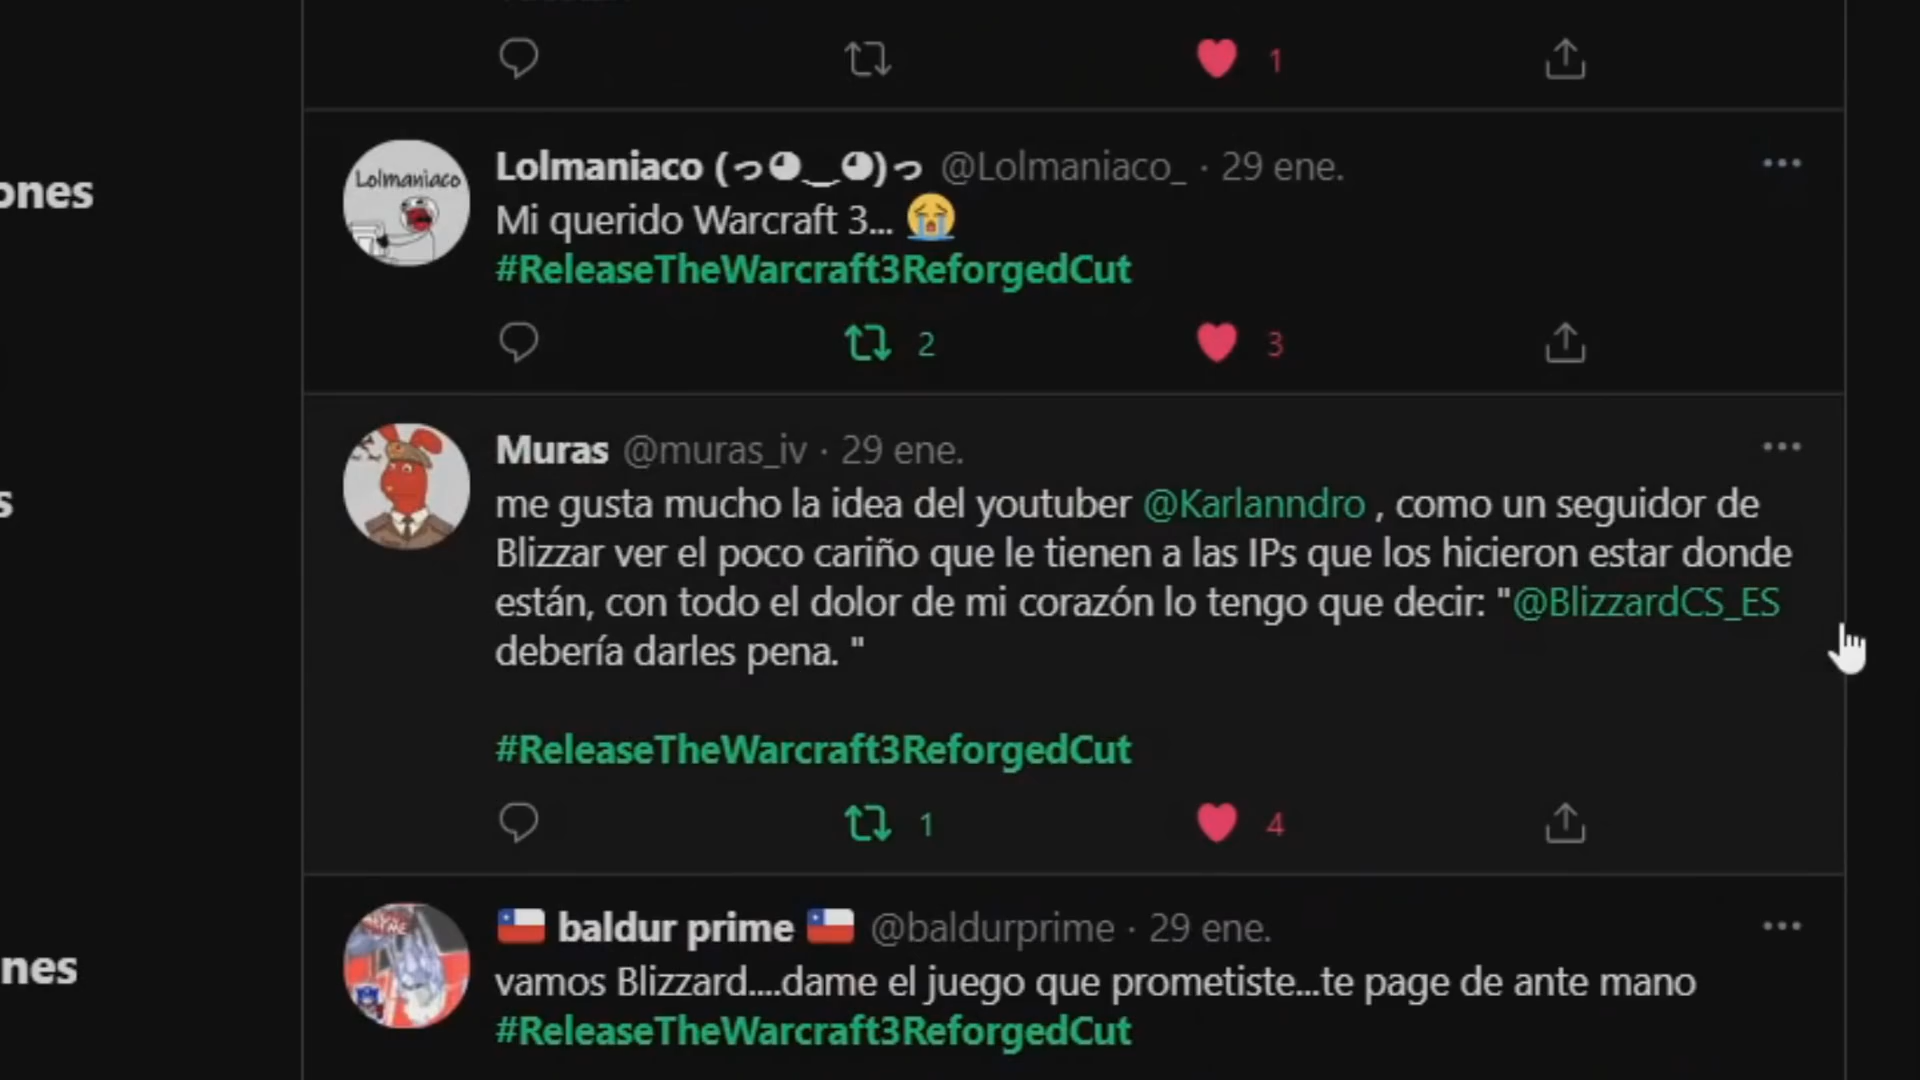 1
ones
Lolmaniaco (っ◕‿◕)っ @Lolmaniaco_ · 29 ene.
Lolmaniaco
Mi querido Warcraft 3... 😭
#ReleaseTheWarcraft3ReforgedCut
2 3
s
Muras @muras_iv · 29 ene.
me gusta mucho la idea del youtuber @Karlanndro , como un seguidor de
Blizzar ver el poco cariño que le tienen a las IPs que los hicieron estar donde
están, con todo el dolor de mi corazón lo tengo que decir: "@BlizzardCS_ES
debería darles pena. "
#ReleaseTheWarcraft3ReforgedCut
1 4
nes
🇨🇱 baldur prime 🇨🇱 @baldurprime · 29 ene.
vamos Blizzard....dame el juego que prometiste...te page de ante mano
#ReleaseTheWarcraft3ReforgedCut